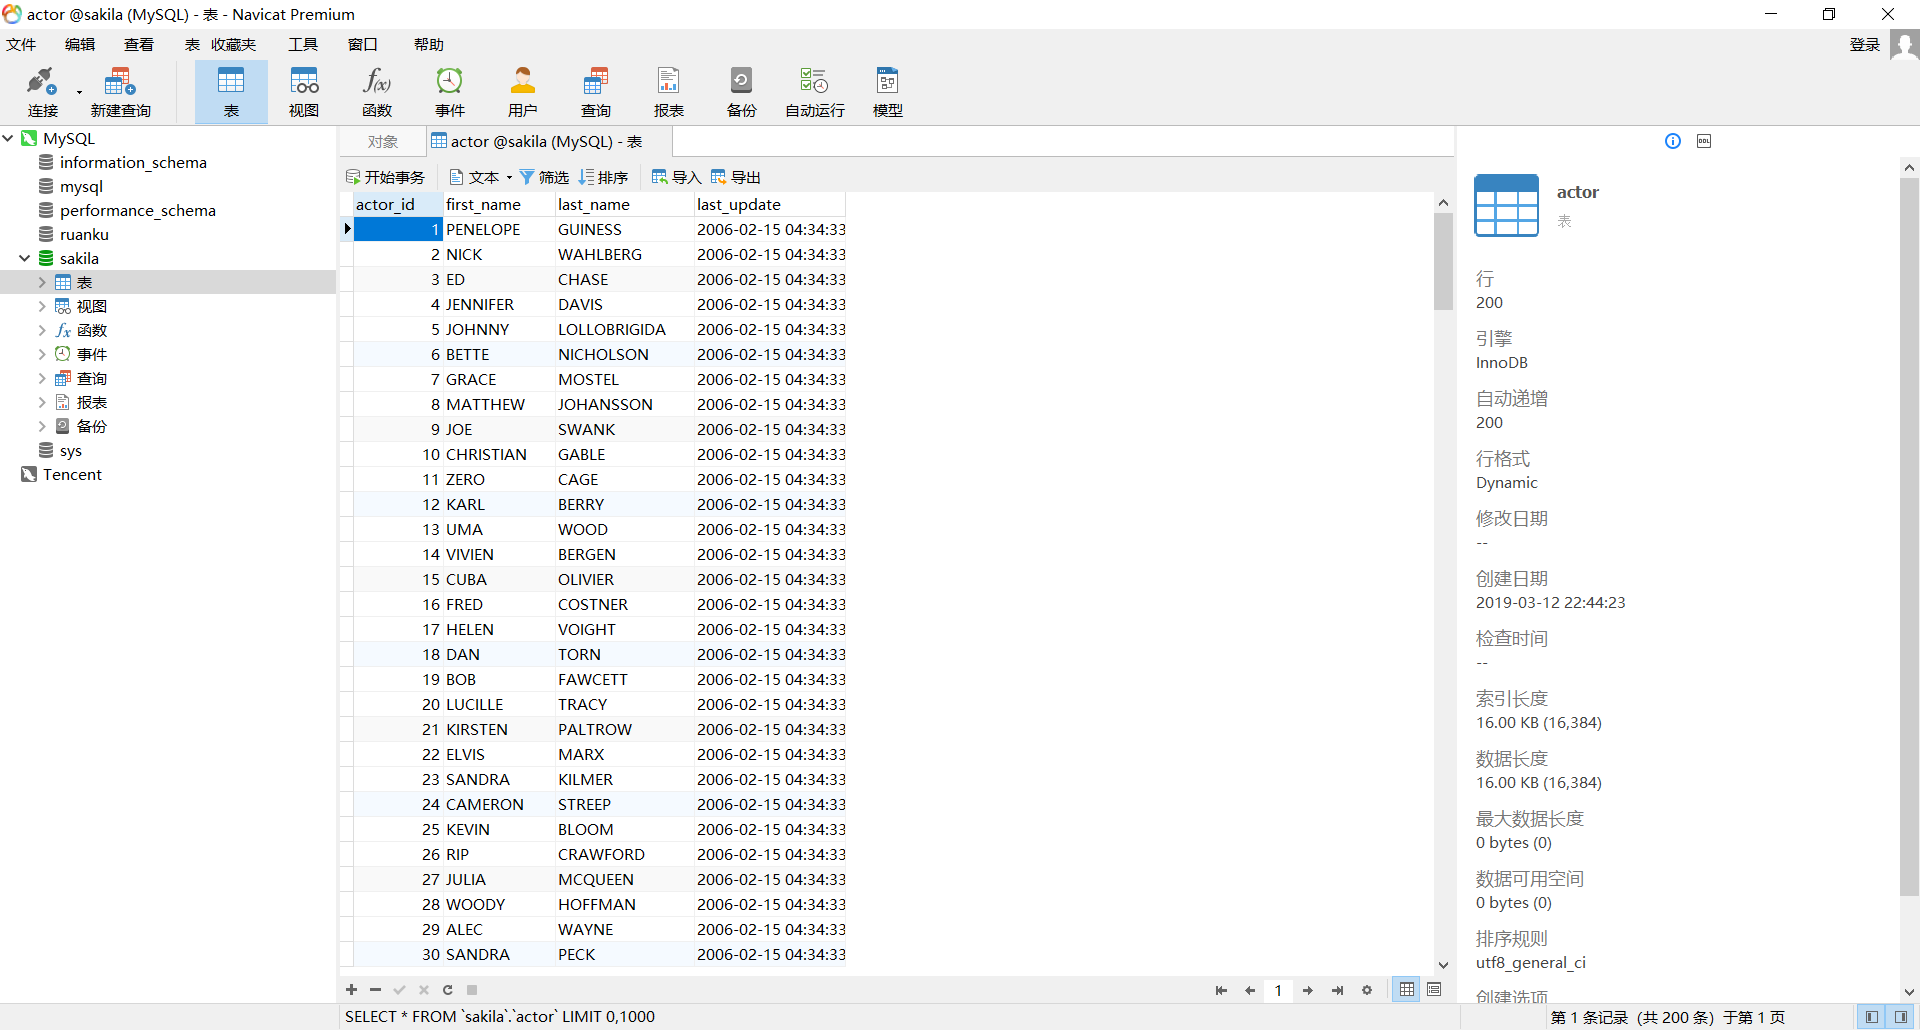 actor @sakila (MySQL) - 表 - Navicat Premium
文件 编辑 查看 表 收藏夹 工具 窗口 帮助 登录
连接 新建查询 表 视图 函数 事件 用户 查询 报表 备份 自动运行 模型
MySQL
information_schema
mysql
performance_schema
ruanku
sakila
表
视图
函数
事件
查询
报表
备份
sys
Tencent
对象 actor @sakila (MySQL) - 表
开始事务 文本 筛选 排序 导入 导出
actor_id first_name last_name last_update
1 PENELOPE GUINESS 2006-02-15 04:34:33
2 NICK WAHLBERG 2006-02-15 04:34:33
3 ED CHASE 2006-02-15 04:34:33
4 JENNIFER DAVIS 2006-02-15 04:34:33
5 JOHNNY LOLLOBRIGIDA 2006-02-15 04:34:33
6 BETTE NICHOLSON 2006-02-15 04:34:33
7 GRACE MOSTEL 2006-02-15 04:34:33
8 MATTHEW JOHANSSON 2006-02-15 04:34:33
9 JOE SWANK 2006-02-15 04:34:33
10 CHRISTIAN GABLE 2006-02-15 04:34:33
11 ZERO CAGE 2006-02-15 04:34:33
12 KARL BERRY 2006-02-15 04:34:33
13 UMA WOOD 2006-02-15 04:34:33
14 VIVIEN BERGEN 2006-02-15 04:34:33
15 CUBA OLIVIER 2006-02-15 04:34:33
16 FRED COSTNER 2006-02-15 04:34:33
17 HELEN VOIGHT 2006-02-15 04:34:33
18 DAN TORN 2006-02-15 04:34:33
19 BOB FAWCETT 2006-02-15 04:34:33
20 LUCILLE TRACY 2006-02-15 04:34:33
21 KIRSTEN PALTROW 2006-02-15 04:34:33
22 ELVIS MARX 2006-02-15 04:34:33
23 SANDRA KILMER 2006-02-15 04:34:33
24 CAMERON STREEP 2006-02-15 04:34:33
25 KEVIN BLOOM 2006-02-15 04:34:33
26 RIP CRAWFORD 2006-02-15 04:34:33
27 JULIA MCQUEEN 2006-02-15 04:34:33
28 WOODY HOFFMAN 2006-02-15 04:34:33
29 ALEC WAYNE 2006-02-15 04:34:33
30 SANDRA PECK 2006-02-15 04:34:33
1
SELECT * FROM `sakila`.`actor` LIMIT 0,1000
actor
表
行
200
引擎
InnoDB
自动递增
200
行格式
Dynamic
修改日期
--
创建日期
2019-03-12 22:44:23
检查时间
--
索引长度
16.00 KB (16,384)
数据长度
16.00 KB (16,384)
最大数据长度
0 bytes (0)
数据可用空间
0 bytes (0)
排序规则
utf8_general_ci
创建选项
第 1 条记录 (共 200 条) 于第 1 页